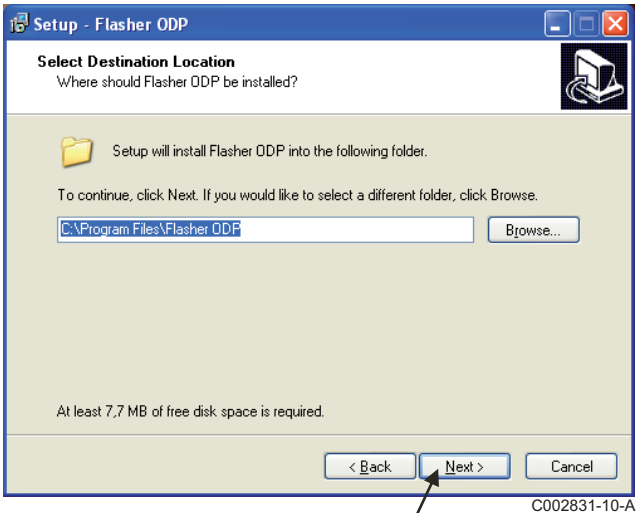 Setup - Flasher ODP
Select Destination Location
Where should Flasher ODP be installed?
Setup will install Flasher ODP into the following folder.
To continue, click Next. If you would like to select a different folder, click Browse.
C:\Program Files\Flasher ODP
Browse...
At least 7,7 MB of free disk space is required.
< Back
Next >
Cancel
C002831-10-A